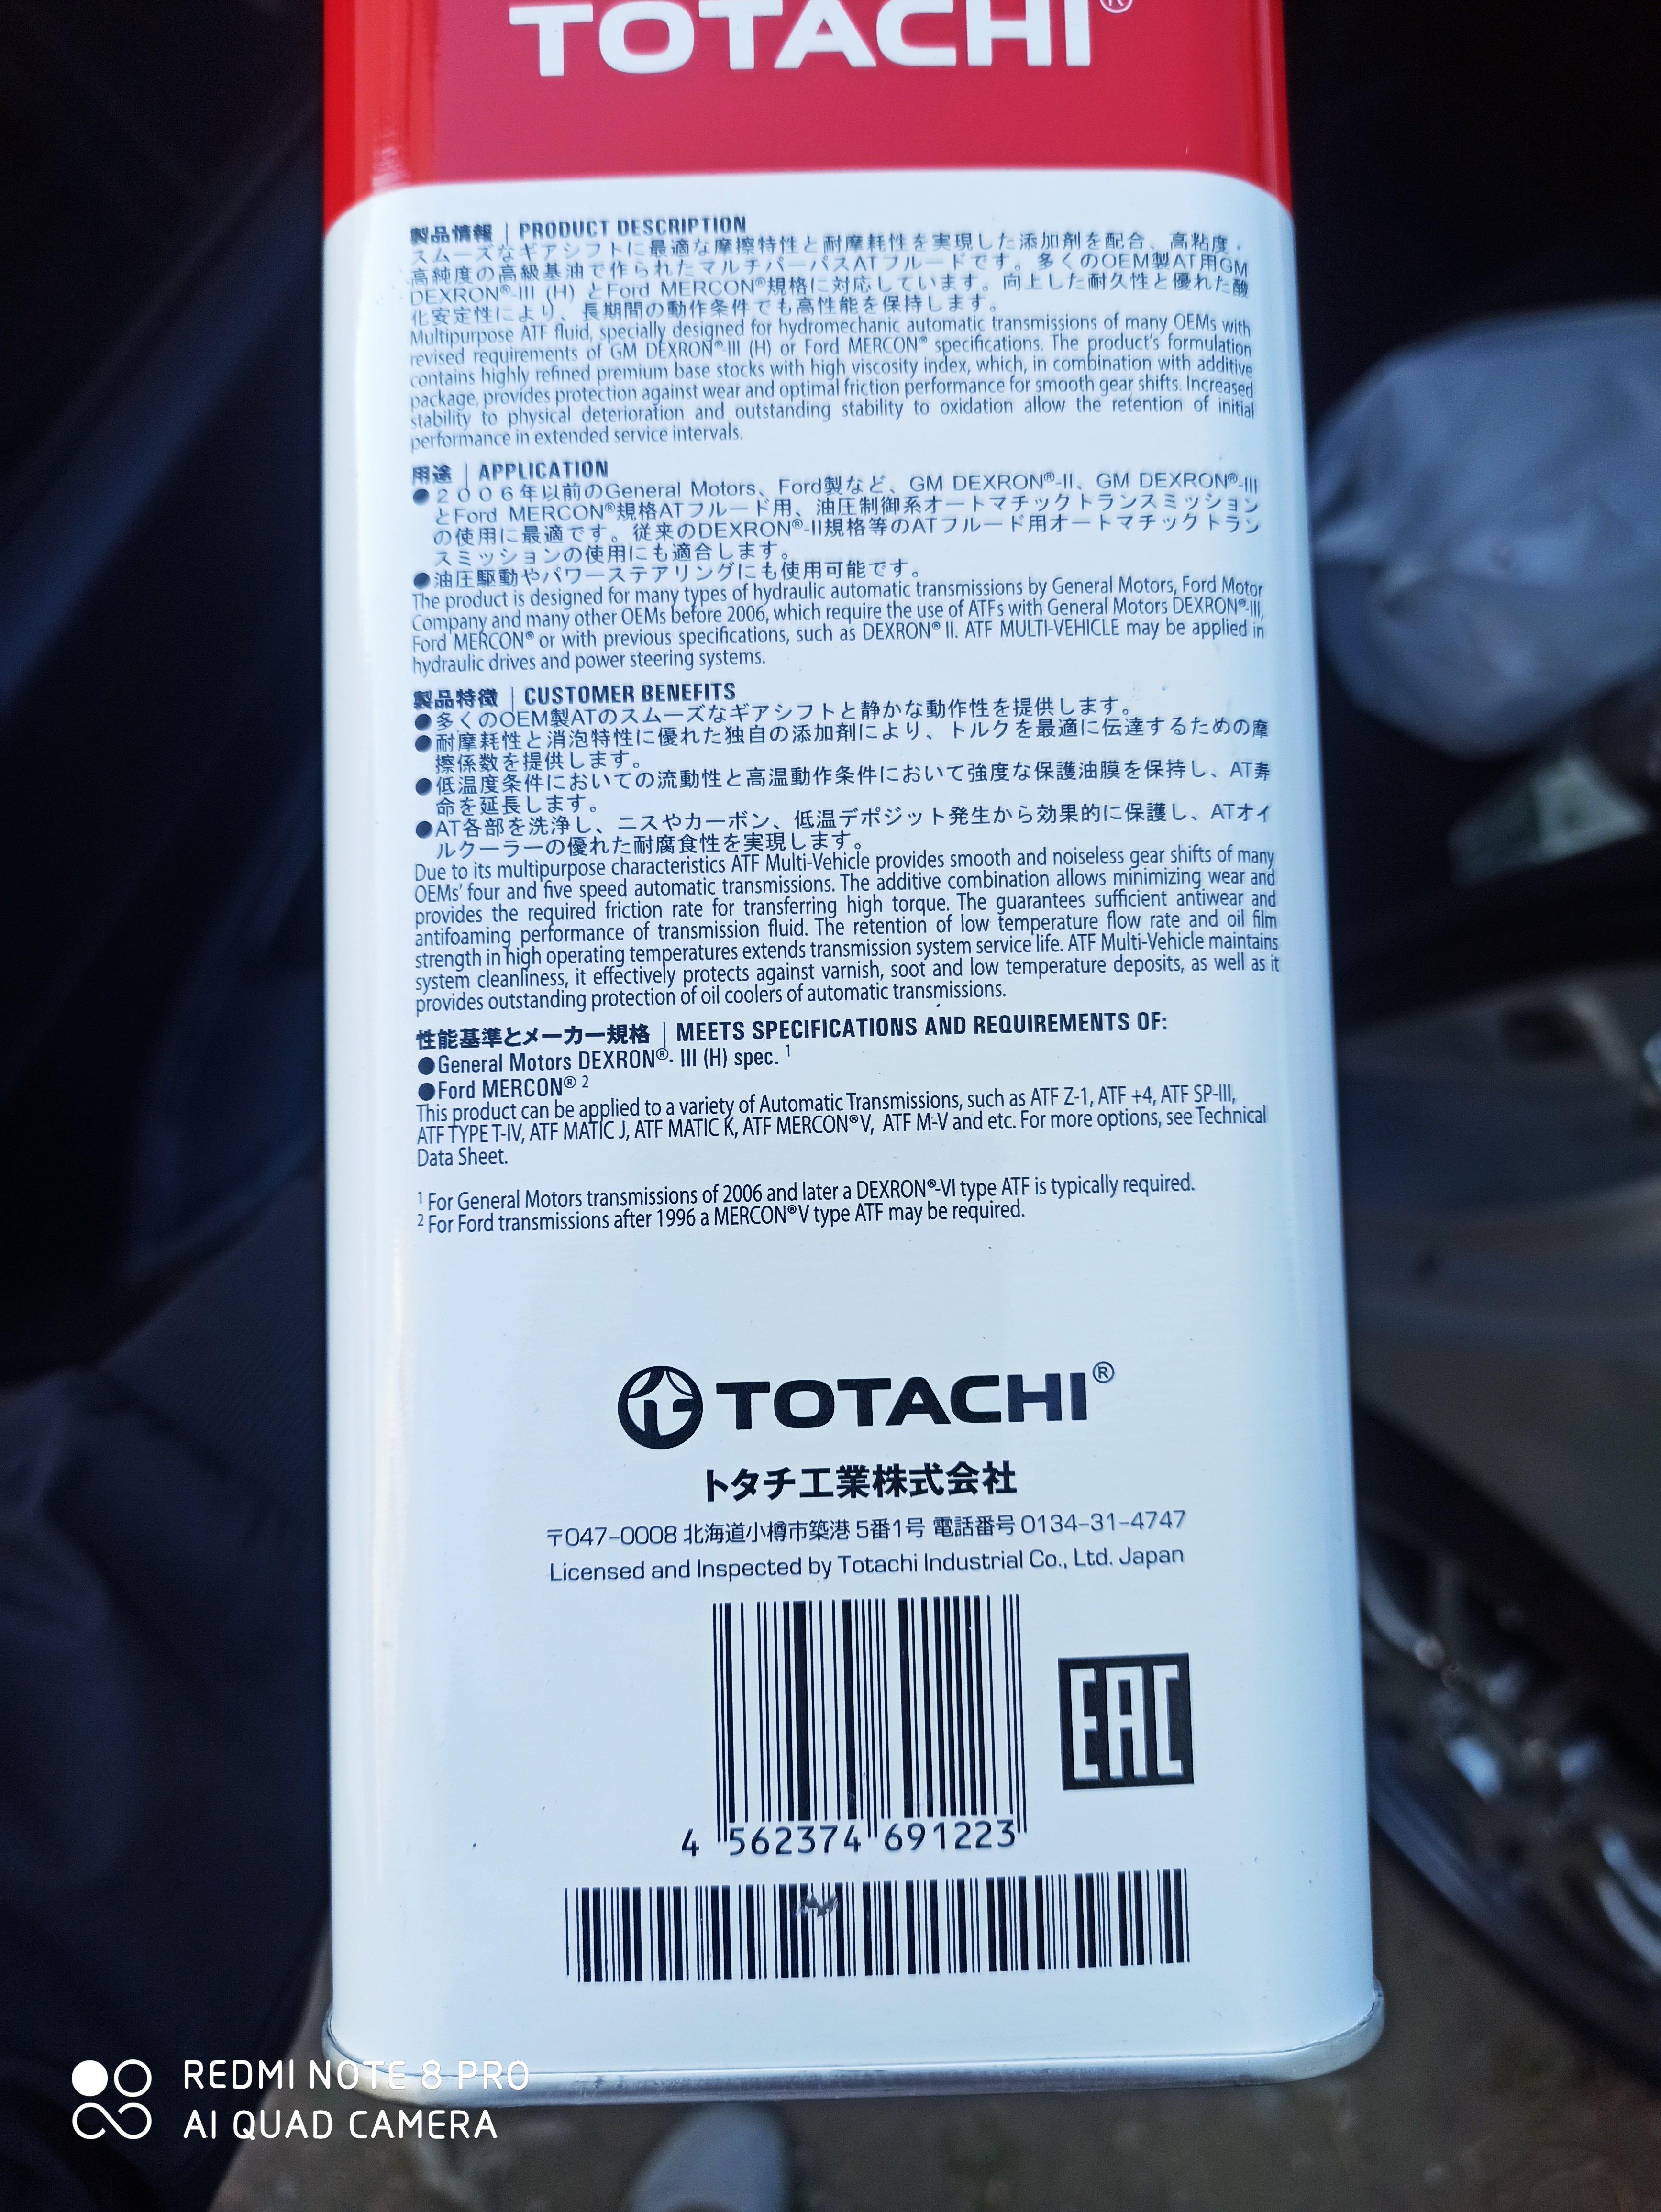 TOTACHI®
製品情報 | PRODUCT DESCRIPTION
スムーズなギアシフトに最適な摩擦特性と耐摩耗性を実現した添加剤を配合、高粘度・
高純度の高級基油で作られたマルチパーパスATフルードです。多くのOEM製AT用GM
DEXRON®-III (H) とFord MERCON®規格に対応しています。向上した耐久性と優れた酸
化安定性により、長期間の動作条件でも高性能を保持します。
Multipurpose ATF fluid, specially designed for hydromechanic automatic transmissions of many OEMs with
revised requirements of GM DEXRON®-III (H) or Ford MERCON® specifications. The product's formulation
contains highly refined premium base stocks with high viscosity index, which, in combination with additive
package, provides protection against wear and optimal friction performance for smooth gear shifts. Increased
stability to physical deterioration and outstanding stability to oxidation allow the retention of initial
performance in extended service intervals.
用途 | APPLICATION
●2006年以前のGeneral Motors、Ford製など、GM DEXRON®-II、GM DEXRON®-III
とFord MERCON®規格ATフルード用、油圧制御系オートマチックトランスミッション
の使用に最適です。従来のDEXRON®-II規格等のATフルード用オートマチックトラン
スミッションの使用にも適合します。
●油圧駆動やパワーステアリングにも使用可能です。
The product is designed for many types of hydraulic automatic transmissions by General Motors, Ford Motor
Company and many other OEMs before 2006, which require the use of ATFs with General Motors DEXRON®-III,
Ford MERCON® or with previous specifications, such as DEXRON® II. ATF MULTI-VEHICLE may be applied in
hydraulic drives and power steering systems.
製品特徴 | CUSTOMER BENEFITS
●多くのOEM製ATのスムーズなギアシフトと静かな動作性を提供します。
●耐摩耗性と消泡特性に優れた独自の添加剤により、トルクを最適に伝達するための摩
擦係数を提供します。
●低温度条件においての流動性と高温動作条件において強度な保護油膜を保持し、AT寿
命を延長します。
●AT各部を洗浄し、ニスやカーボン、低温デポジット発生から効果的に保護し、ATオイ
ルクーラーの優れた耐腐食性を実現します。
Due to its multipurpose characteristics ATF Multi-Vehicle provides smooth and noiseless gear shifts of many
OEMs' four and five speed automatic transmissions. The additive combination allows minimizing wear and
provides the required friction rate for transferring high torque. The guarantees sufficient antiwear and
antifoaming performance of transmission fluid. The retention of low temperature flow rate and oil film
strength in high operating temperatures extends transmission system service life. ATF Multi-Vehicle maintains
system cleanliness, it effectively protects against varnish, soot and low temperature deposits, as well as it
provides outstanding protection of oil coolers of automatic transmissions.
性能基準とメーカー規格 | MEETS SPECIFICATIONS AND REQUIREMENTS OF:
●General Motors DEXRON®- III (H) spec. ¹
●Ford MERCON® ²
This product can be applied to a variety of Automatic Transmissions, such as ATF Z-1, ATF +4, ATF SP-III,
ATF TYPE T-IV, ATF MATIC J, ATF MATIC K, ATF MERCON®V, ATF M-V and etc. For more options, see Technical
Data Sheet.
¹ For General Motors transmissions of 2006 and later a DEXRON®-VI type ATF is typically required.
² For Ford transmissions after 1996 a MERCON®V type ATF may be required.
TOTACHI®
トタチ工業株式会社
〒047-0008 北海道小樽市築港5番1号 電話番号 0134-31-4747
Licensed and Inspected by Totachi Industrial Co., Ltd. Japan
EAC
4 562374 691223
REDMI NOTE 8 PRO
AI QUAD CAMERA